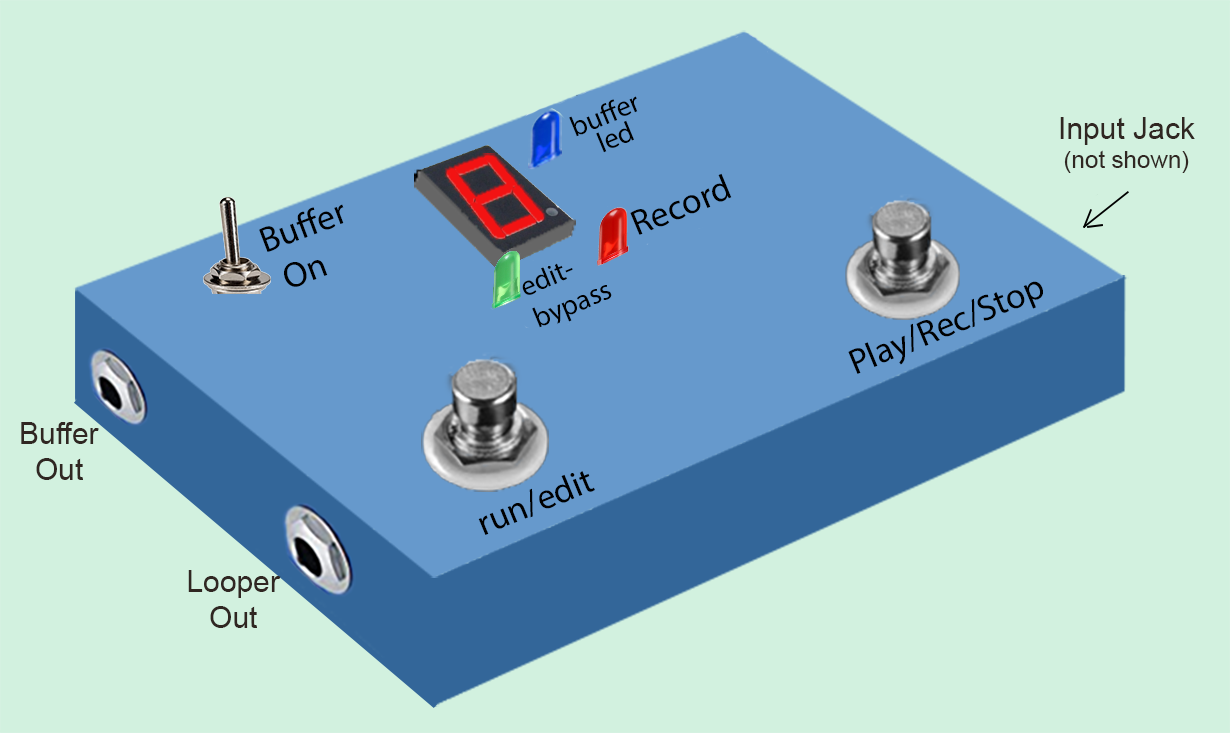 buffer
led
Input Jack
(not shown)
Buffer
On
Record
edit-
bypass
Play/Rec/Stop
Buffer
Out
run/edit
Looper
Out